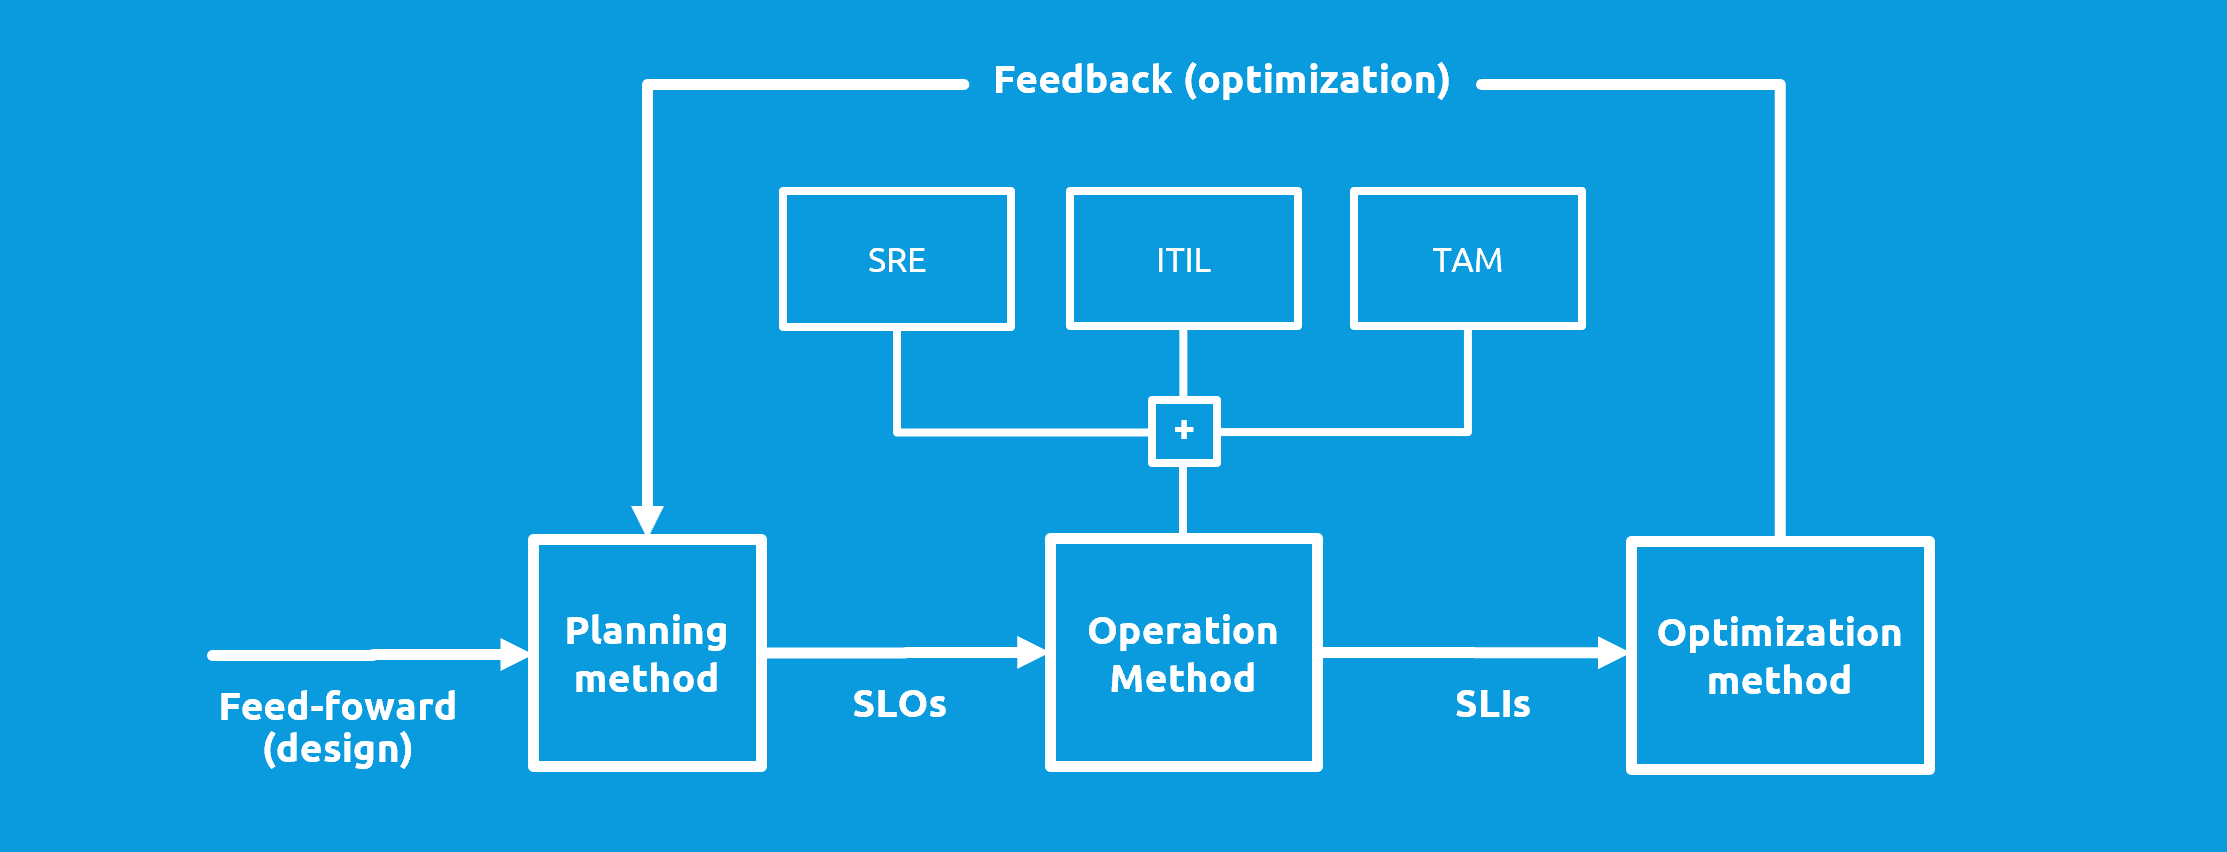 Feedback (optimization)
SRE
ITIL
TAM
+
Planning
method
Operation
Method
Optimization
method
Feed-foward
(design)
SLOs
SLIs